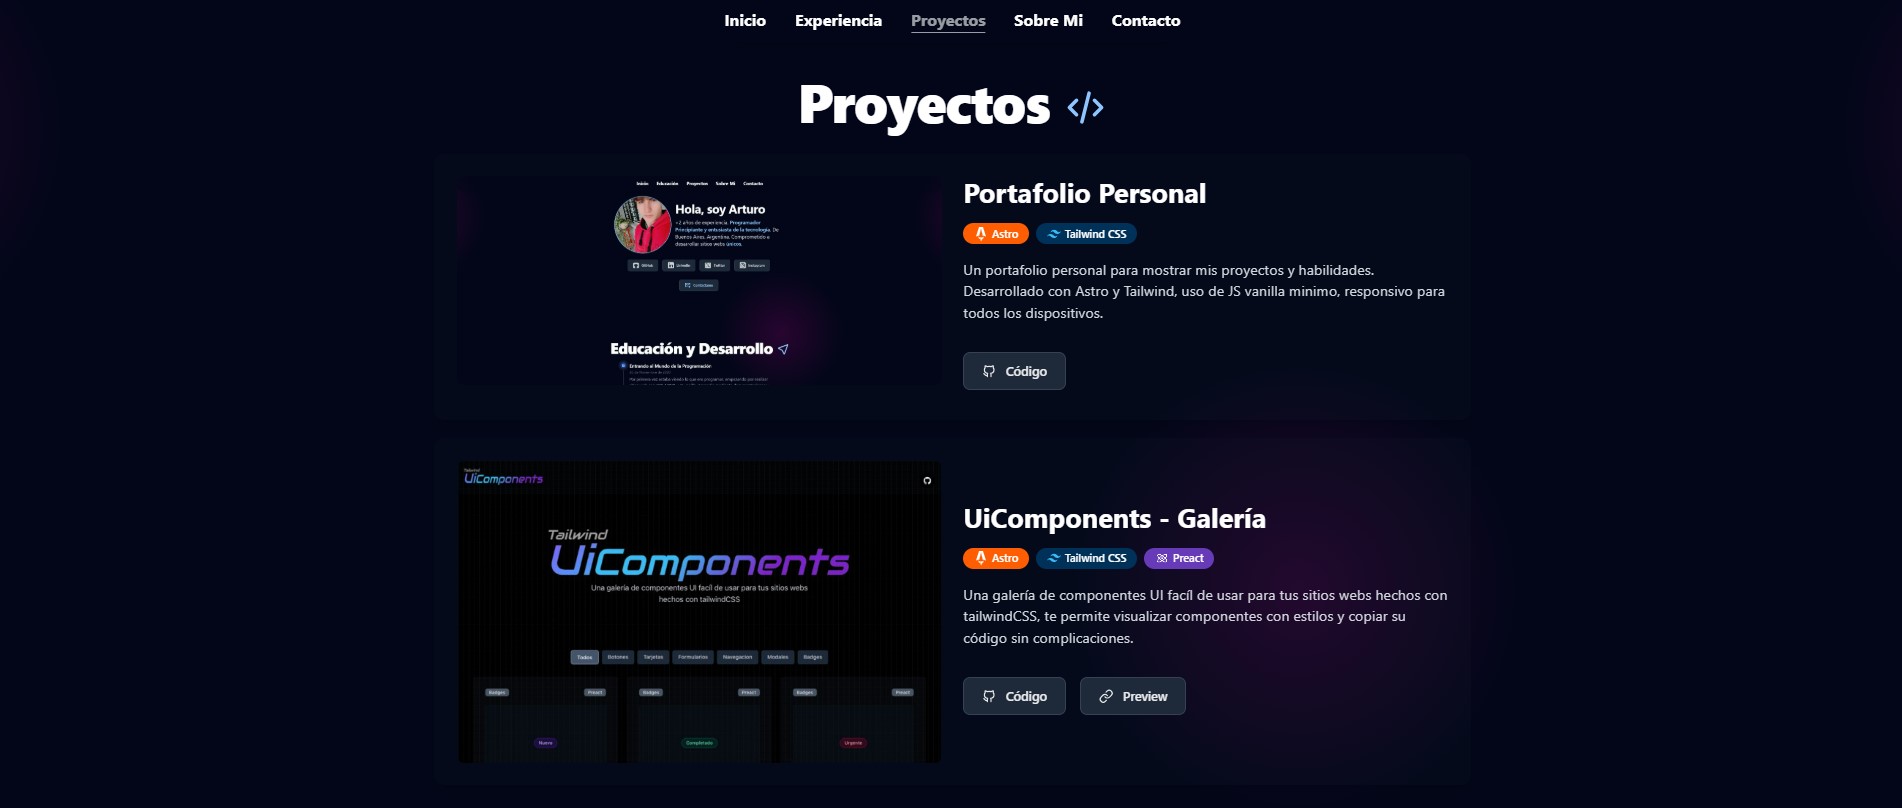 Inicio Experiencia Proyectos Sobre Mi Contacto
Proyectos </>
Inicio Educación Proyectos Sobre Mi Contacto
Hola, soy Arturo
+2 años de experiencia. Programador
Principiante y entusiasta de la tecnología. De
Buenos Aires, Argentina. Comprometido a
desarrollar sitios webs únicos.
GitHub LinkedIn Twitter Instagram
Contáctame
Educación y Desarrollo
Entrando al Mundo de la Programación
Portafolio Personal
Astro Tailwind CSS
Un portafolio personal para mostrar mis proyectos y habilidades.
Desarrollado con Astro y Tailwind, uso de JS vanilla minimo, responsivo para
todos los dispositivos.
Código
Tailwind
UiComponents
Tailwind
UiComponents
Una galería de componentes UI facíl de usar para tus sitios webs
hechos con tailwindCSS
Todos Botones Tarjetas Formularios Navegacion Modales Badges
Badges Preact Badges Preact Badges Preact
Nuevo Completado Urgente
UiComponents - Galería
Astro Tailwind CSS Preact
Una galería de componentes UI facíl de usar para tus sitios webs hechos con
tailwindCSS, te permite visualizar componentes con estilos y copiar su
código sin complicaciones.
Código Preview